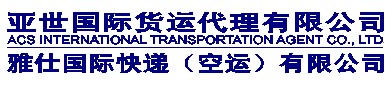 亚世国际货运代理有限公司
ACS INTERNATIONAL TRANSPORTATION AGENT CO., LTD
雅仕国际快递（空运）有限公司